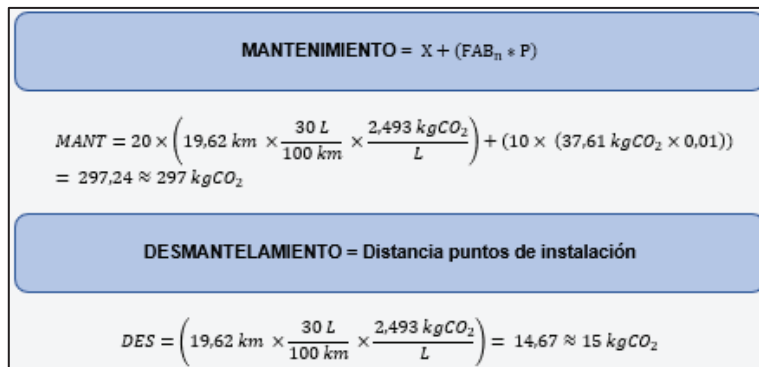 MANTENIMIENTO = X + (FABₙ * P)
MANT = 20 × (19,62 km × 30 L / 100 km × 2,493 kgCO₂ / L) + (10 × (37,61 kgCO₂ × 0,01))
= 297,24 ≈ 297 kgCO₂
DESMANTELAMIENTO = Distancia puntos de instalación
DES = (19,62 km × 30 L / 100 km × 2,493 kgCO₂ / L) = 14,67 ≈ 15 kgCO₂